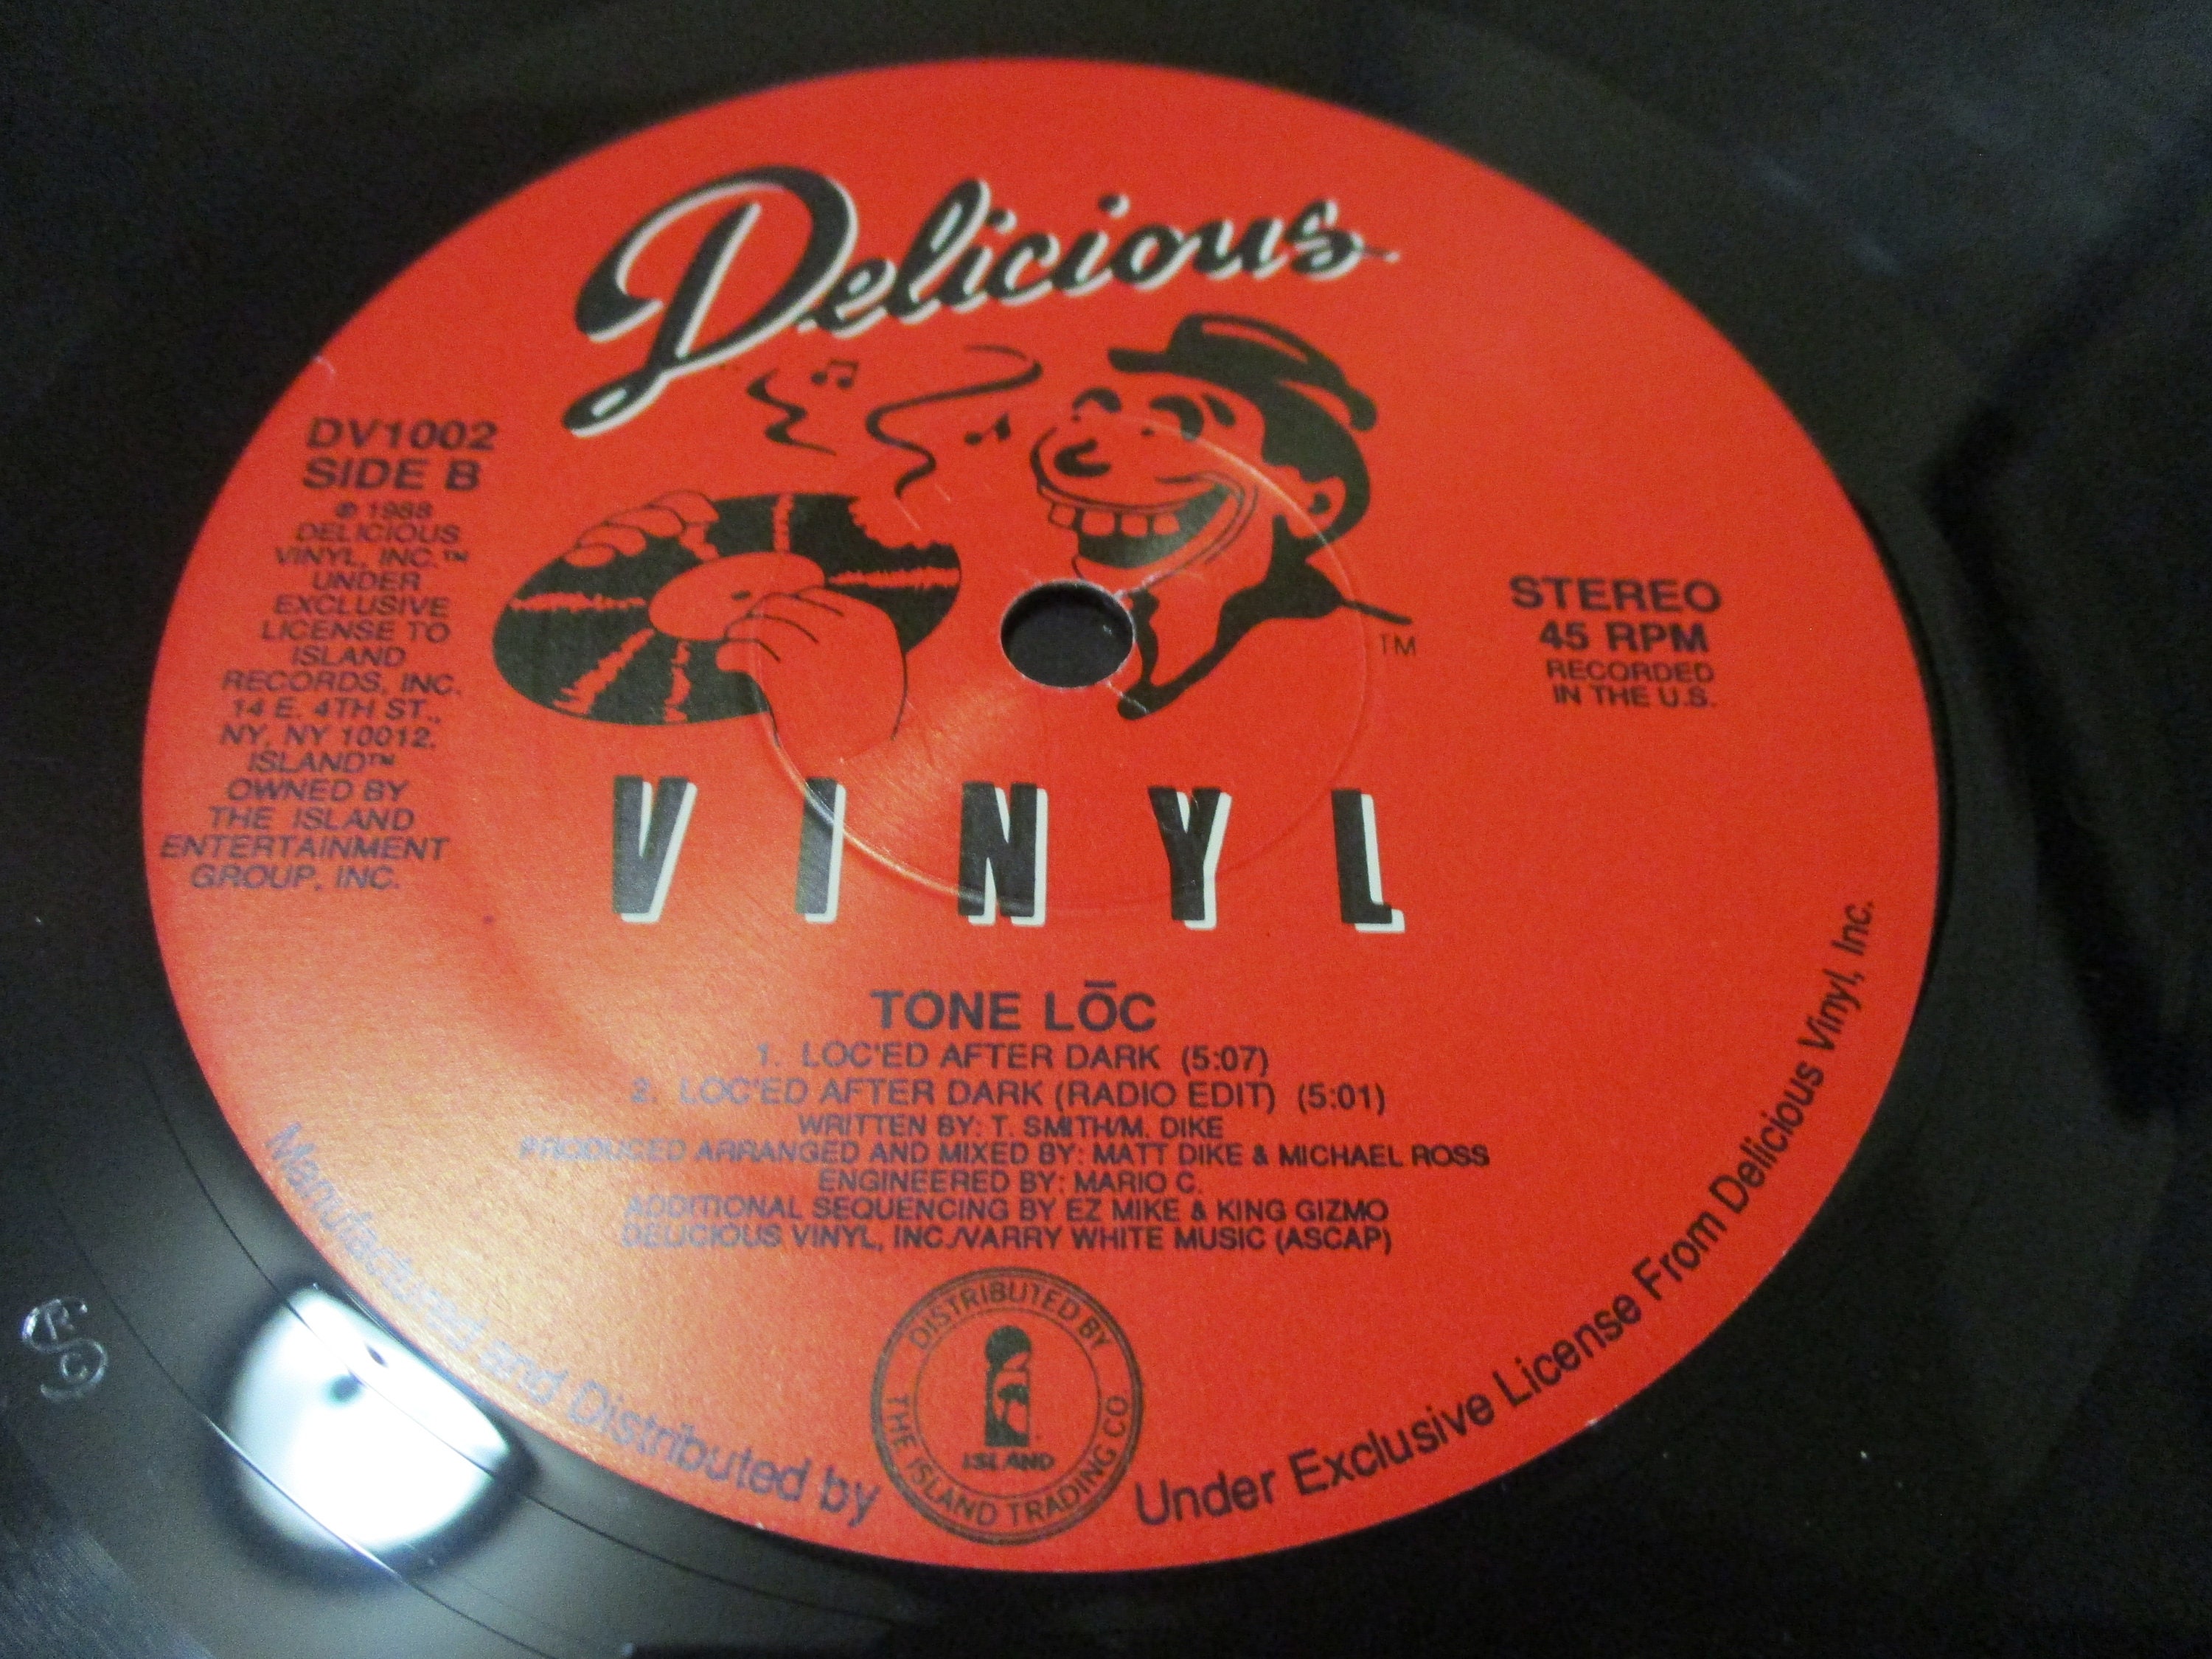 Delicious
DV1002
SIDE B
℗ 1988
DELICIOUS
VINYL, INC.™
UNDER
EXCLUSIVE
LICENSE TO
ISLAND
RECORDS, INC.
14 E. 4TH ST.,
NY, NY 10012.
ISLAND™
OWNED BY
THE ISLAND
ENTERTAINMENT
GROUP, INC.
TM
STEREO
45 RPM
RECORDED
IN THE U.S.
VINYL
TONE LŌC
1. LOC'ED AFTER DARK (5:07)
2. LOC'ED AFTER DARK (RADIO EDIT) (5:01)
WRITTEN BY: T. SMITH/M. DIKE
PRODUCED ARRANGED AND MIXED BY: MATT DIKE & MICHAEL ROSS
ENGINEERED BY: MARIO C.
ADDITIONAL SEQUENCING BY EZ MIKE & KING GIZMO
DELICIOUS VINYL, INC./VARRY WHITE MUSIC (ASCAP)
Manufactured and Distributed by
DISTRIBUTED BY
THE ISLAND TRADING CO
ISLAND
Under Exclusive License From Delicious Vinyl, Inc.